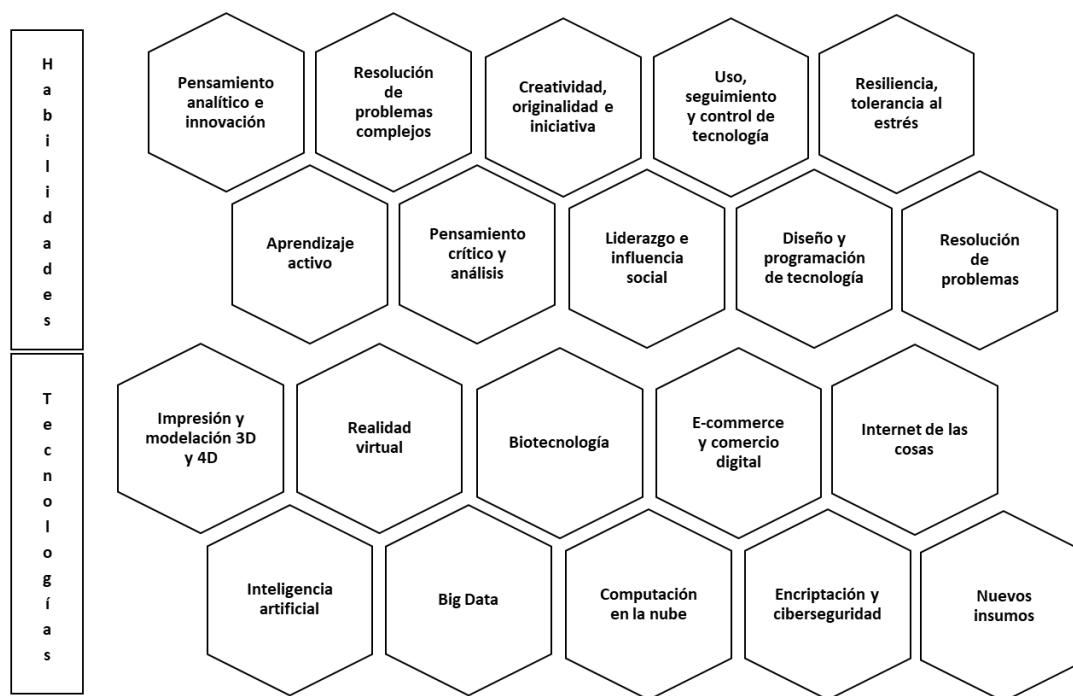 Habilidades
Pensamiento
analítico e
innovación
Resolución
de
problemas
complejos
Creatividad,
originalidad e
iniciativa
Uso,
seguimiento
y control de
tecnología
Resiliencia,
tolerancia al
estrés
Aprendizaje
activo
Pensamiento
crítico y
análisis
Liderazgo e
influencia
social
Diseño y
programación
de tecnología
Resolución
de
problemas
Tecnologías
Impresión y
modelación 3D
y 4D
Realidad
virtual
Biotecnología
E-commerce
y comercio
digital
Internet de las
cosas
Inteligencia
artificial
Big Data
Computación
en la nube
Encriptación y
ciberseguridad
Nuevos
insumos